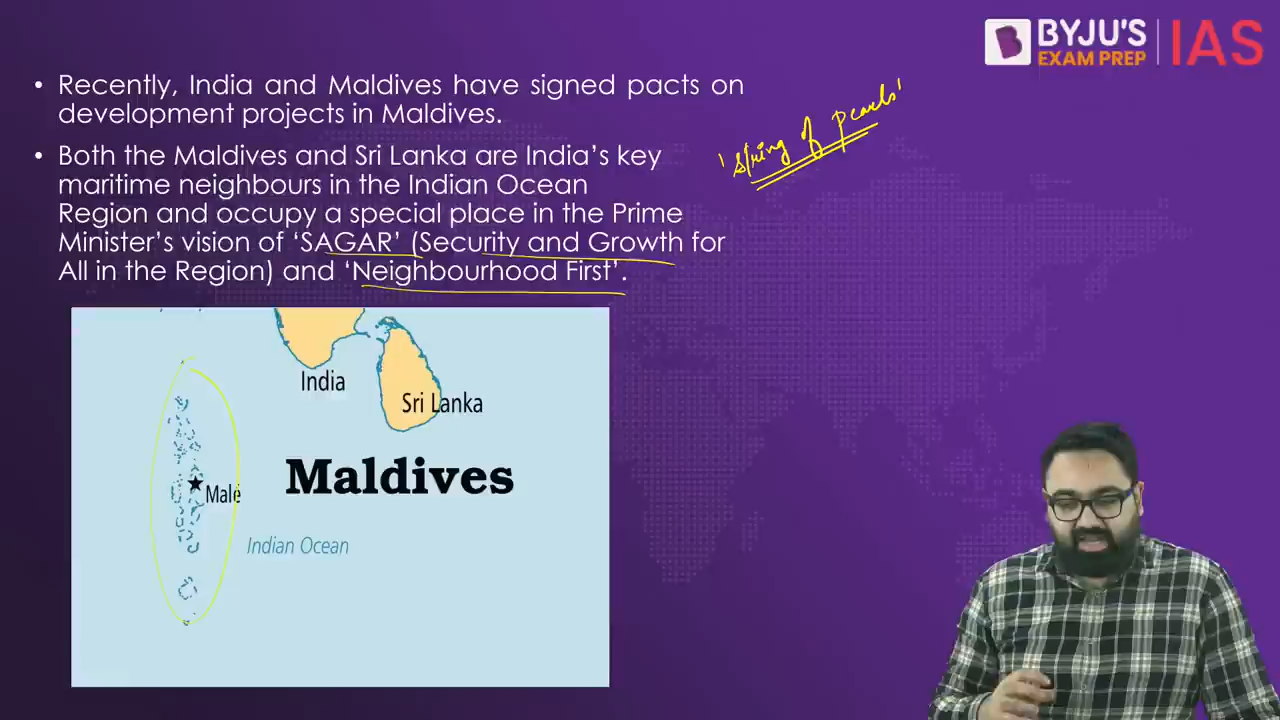 BYJU'S
EXAM PREP
IAS
• Recently, India and Maldives have signed pacts on
development projects in Maldives.
• Both the Maldives and Sri Lanka are India's key
maritime neighbours in the Indian Ocean
Region and occupy a special place in the Prime
Minister's vision of 'SAGAR' (Security and Growth for
All in the Region) and 'Neighbourhood First'.
'String of Pearls'
India
Sri Lanka
Maldives
Male
Indian Ocean